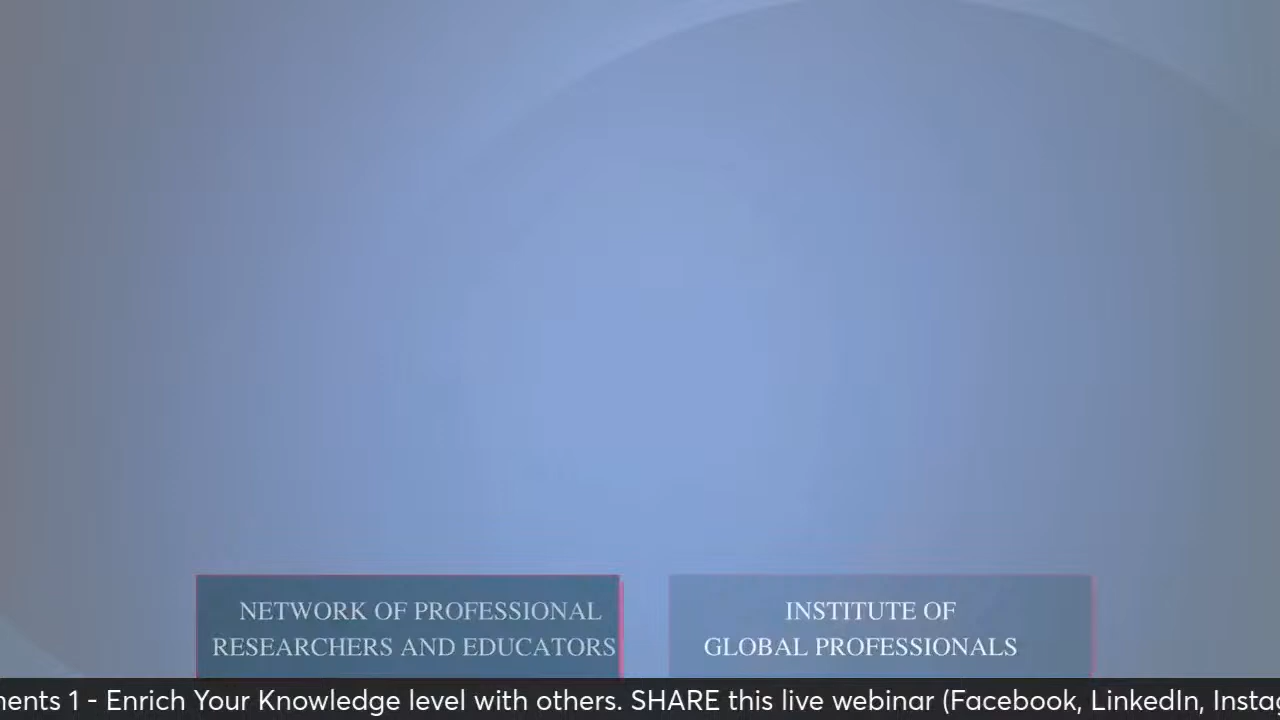 NETWORK OF PROFESSIONAL
RESEARCHERS AND EDUCATORS
INSTITUTE OF
GLOBAL PROFESSIONALS
1 - Enrich Your Knowledge level with others. SHARE this live webinar (Facebook, LinkedIn,